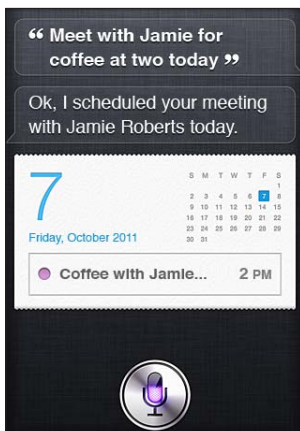 “ Meet with Jamie for
coffee at two today ”
Ok, I scheduled your meeting
with Jamie Roberts today.
7
Friday, October 2011
S M T W T F S
1
2 3 4 5 6 7 8
9 10 11 12 13 14 15
16 17 18 19 20 21 22
23 24 25 26 27 28 29
30 31
Coffee with Jamie... 2 PM